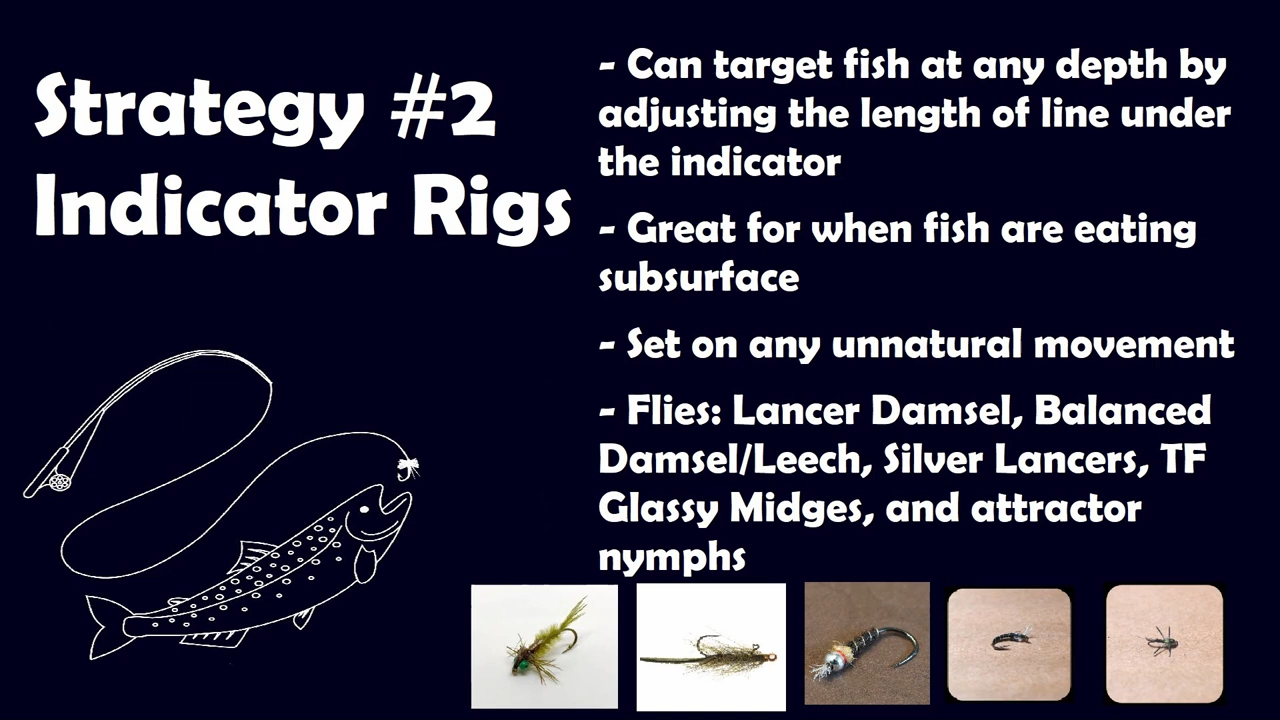 Strategy #2
Indicator Rigs
- Can target fish at any depth by
adjusting the length of line under
the indicator
- Great for when fish are eating
subsurface
- Set on any unnatural movement
- Flies: Lancer Damsel, Balanced
Damsel/Leech, Silver Lancers, TF
Glassy Midges, and attractor
nymphs